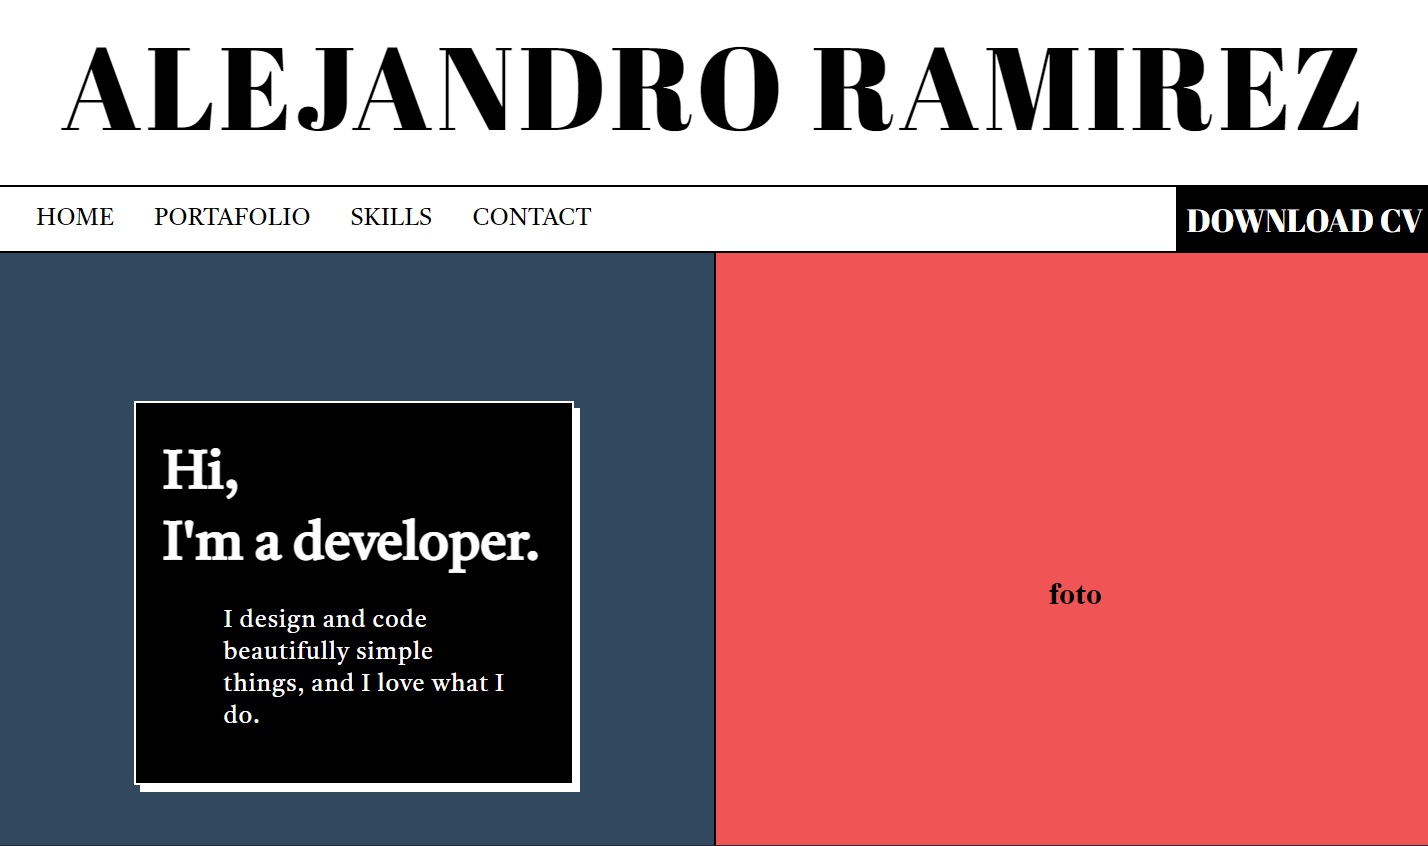 ALEJANDRO RAMIREZ
HOME PORTAFOLIO SKILLS CONTACT DOWNLOAD CV
Hi,
I'm a developer.
I design and code
beautifully simple
things, and I love what I
do.
foto